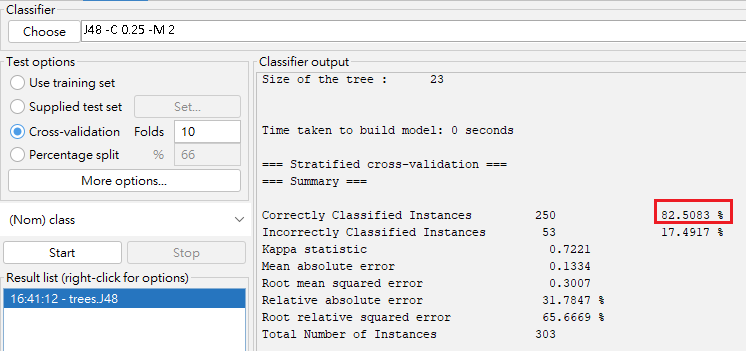 Classifier
Choose J48 -C 0.25 -M 2
Test options
Use training set
Supplied test set Set...
Cross-validation Folds 10
Percentage split % 66
More options...
(Nom) class
Start Stop
Result list (right-click for options)
16:41:12 - trees.J48
Classifier output
Size of the tree : 23
Time taken to build model: 0 seconds
=== Stratified cross-validation ===
=== Summary ===
Correctly Classified Instances 250 82.5083 %
Incorrectly Classified Instances 53 17.4917 %
Kappa statistic 0.7221
Mean absolute error 0.1334
Root mean squared error 0.3007
Relative absolute error 31.7847 %
Root relative squared error 65.6669 %
Total Number of Instances 303